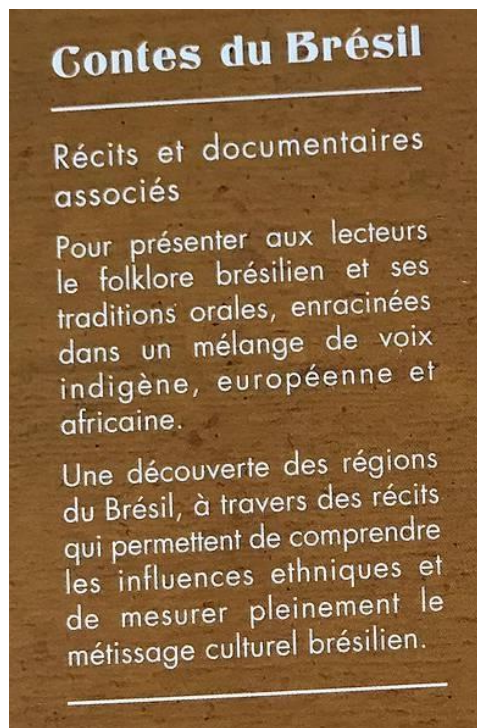 Contes du Brésil
Récits et documentaires
associés
Pour présenter aux lecteurs
le folklore brésilien et ses
traditions orales, enracinées
dans un mélange de voix
indigène, européenne et
africaine.
Une découverte des régions
du Brésil, à travers des récits
qui permettent de comprendre
les influences ethniques et
de mesurer pleinement le
métissage culturel brésilien.